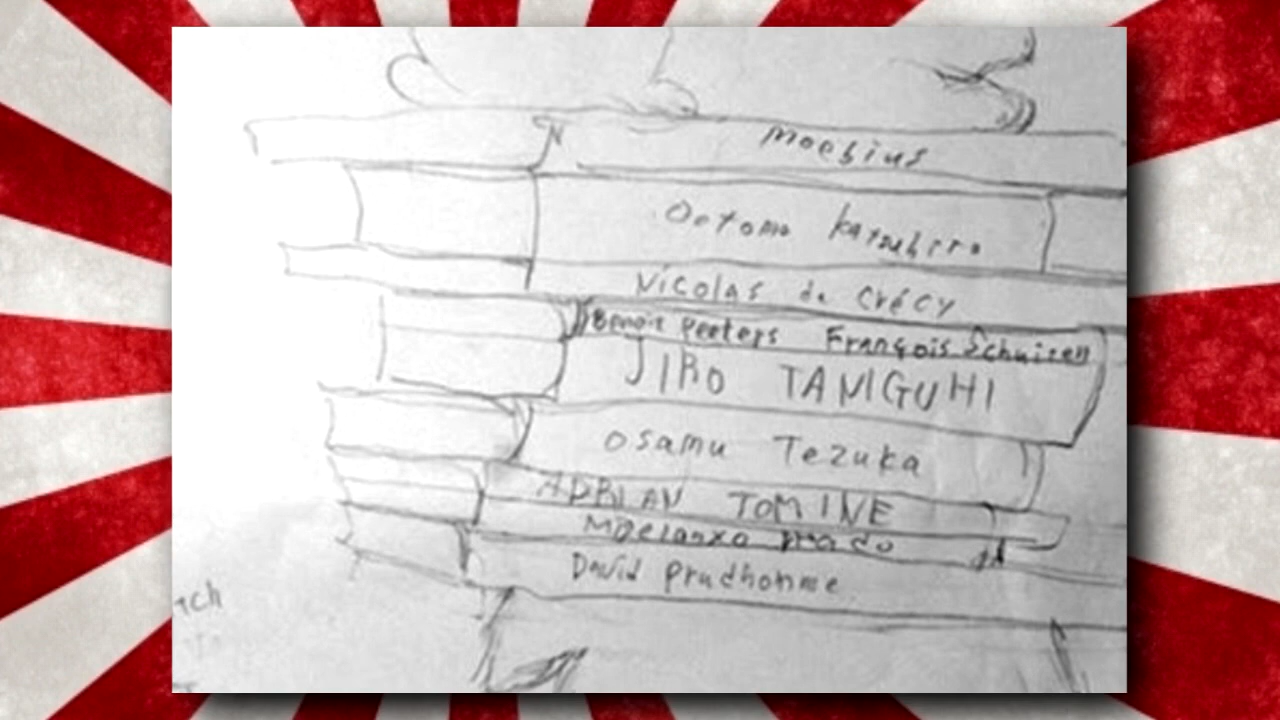 Moebius
Ootomo Katsuhiro
Nicolas de Crécy
Benoit Peeters François Schuiten
JIRO TANIGUHI
Osamu Tezuka
ADRIAN TOMINE
Miguelanxo Prado
David Prudhomme